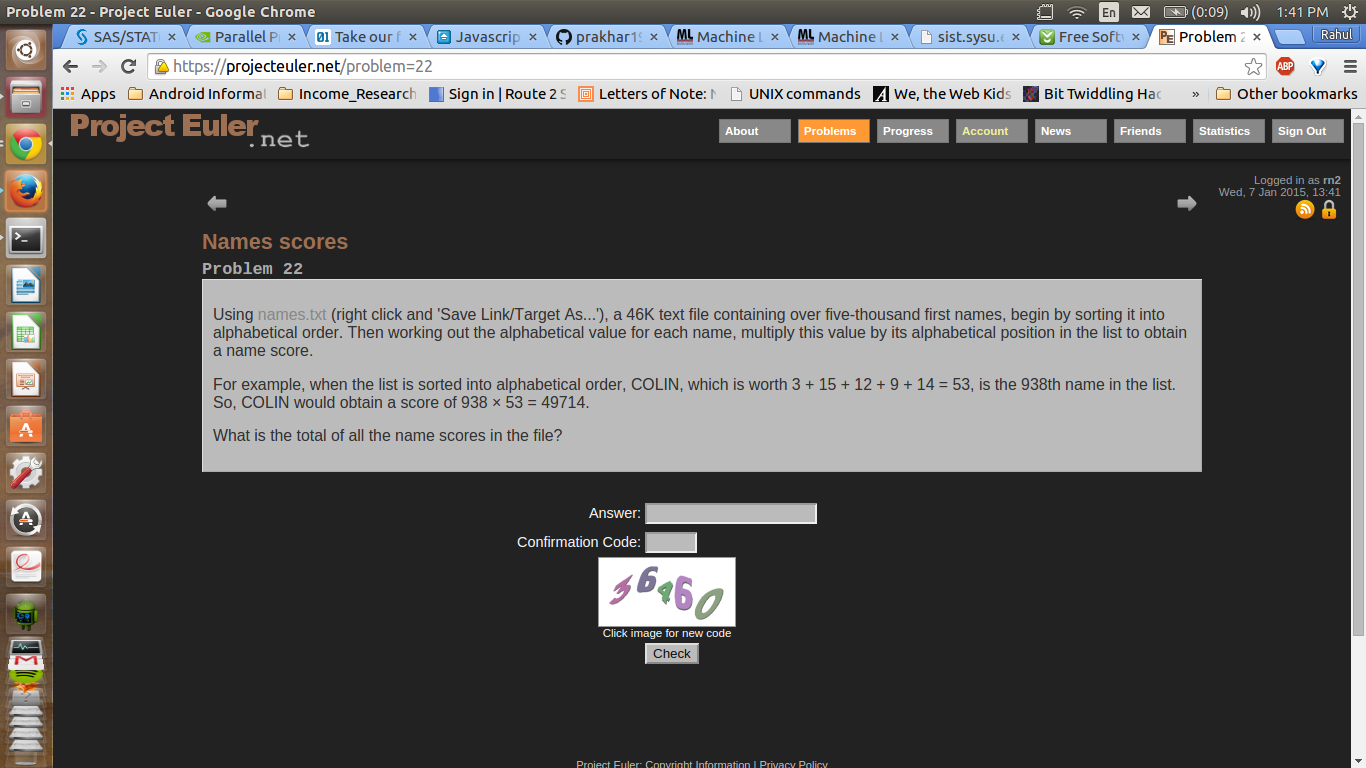 Problem 22 - Project Euler - Google Chrome
En
(0:09)
1:41 PM
SAS/STAT
Parallel P
Take our f
Javascrip
prakhar19
Machine L
Machine L
sist.sysu.e
Free Softw
Problem 2
Rahul
https://projecteuler.net/problem=22
ABP
Apps
Android Informat
Income_Research
Sign in | Route 2 S
Letters of Note: N
UNIX commands
We, the Web Kids
Bit Twiddling Hac
»
Other bookmarks
Project Euler
.net
About
Problems
Progress
Account
News
Friends
Statistics
Sign Out
Logged in as rn2
Wed, 7 Jan 2015, 13:41
Names scores
Problem 22
Using names.txt (right click and 'Save Link/Target As...'), a 46K text file containing over five-thousand first names, begin by sorting it into
alphabetical order. Then working out the alphabetical value for each name, multiply this value by its alphabetical position in the list to obtain
a name score.
For example, when the list is sorted into alphabetical order, COLIN, which is worth 3 + 15 + 12 + 9 + 14 = 53, is the 938th name in the list.
So, COLIN would obtain a score of 938 × 53 = 49714.
What is the total of all the name scores in the file?
Answer:
Confirmation Code:
36460
Click image for new code
Check
Project Euler: Copyright Information | Privacy Policy